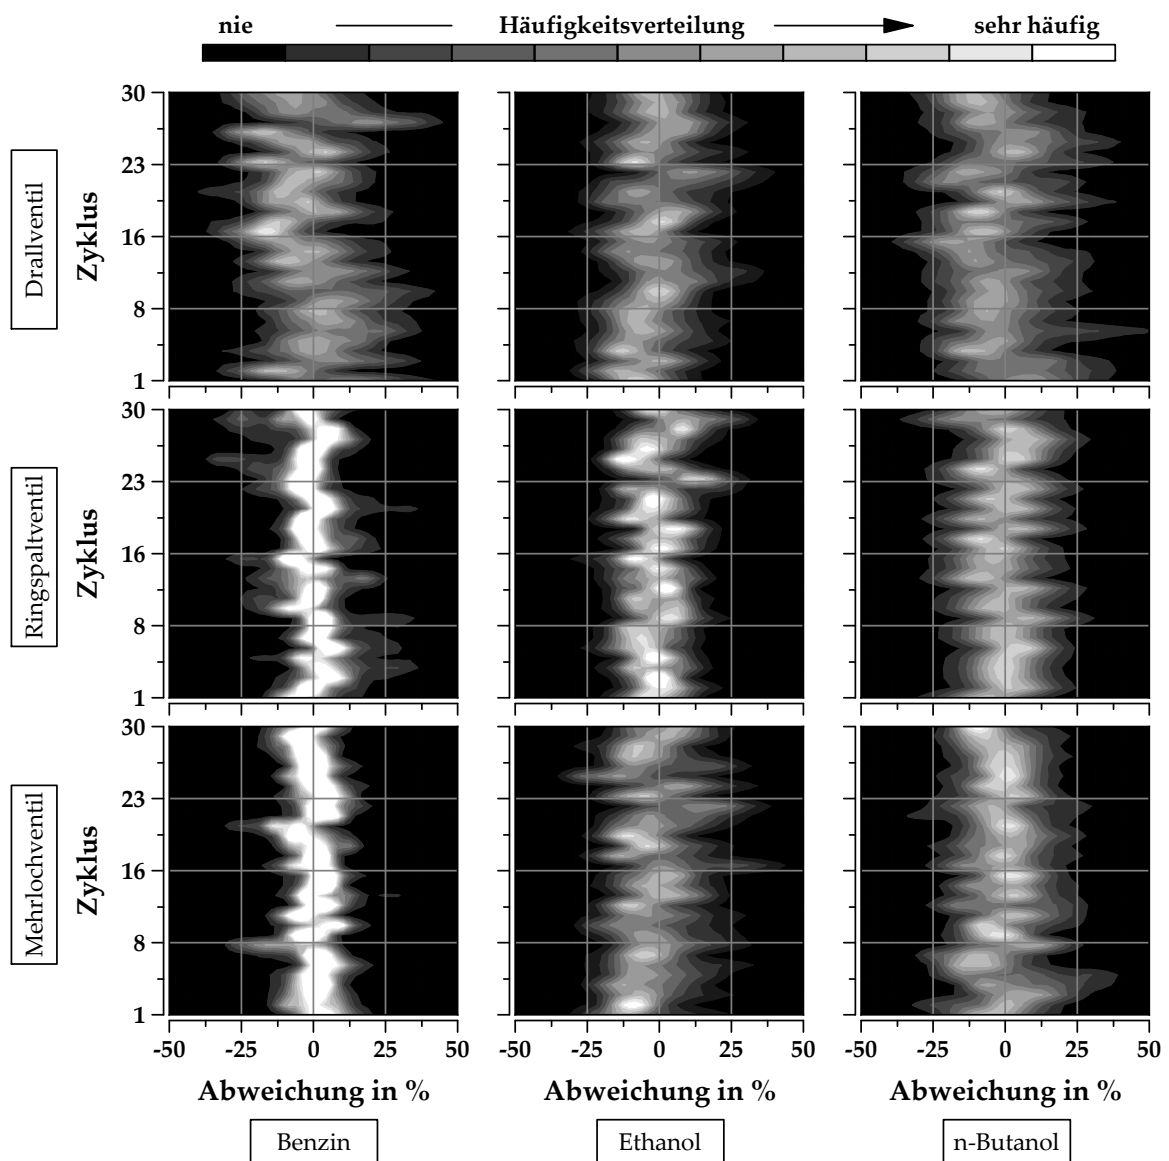 nie Häufigkeitsverteilung sehr häufig
Drallventil
Zyklus
30
23
16
8
1
Ringspaltventil
Zyklus
30
23
16
8
1
Mehrlochventil
Zyklus
30
23
16
8
1
-50 -25 0 25 50 -50 -25 0 25 50 -50 -25 0 25 50
Abweichung in % Abweichung in % Abweichung in %
Benzin Ethanol n-Butanol